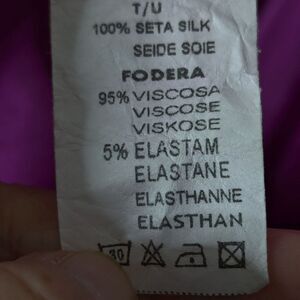 T/U
100% SETA SILK
SEIDE SOIE
FODERA
95% VISCOSA
VISCOSE
VISKOSE
5% ELASTAM
ELASTANE
ELASTHANNE
ELASTHAN
30